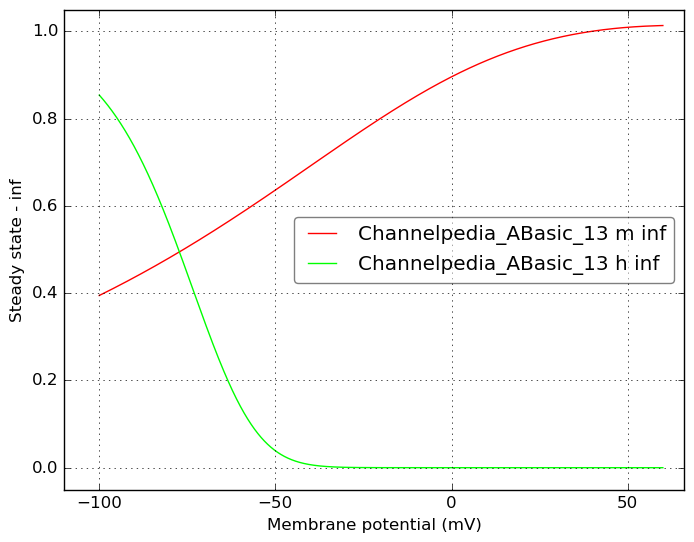 1.0
0.8
0.6
0.4
0.2
0.0
Steady state - inf
Channelpedia_ABasic_13 m inf
Channelpedia_ABasic_13 h inf
−100
−50
0
50
Membrane potential (mV)